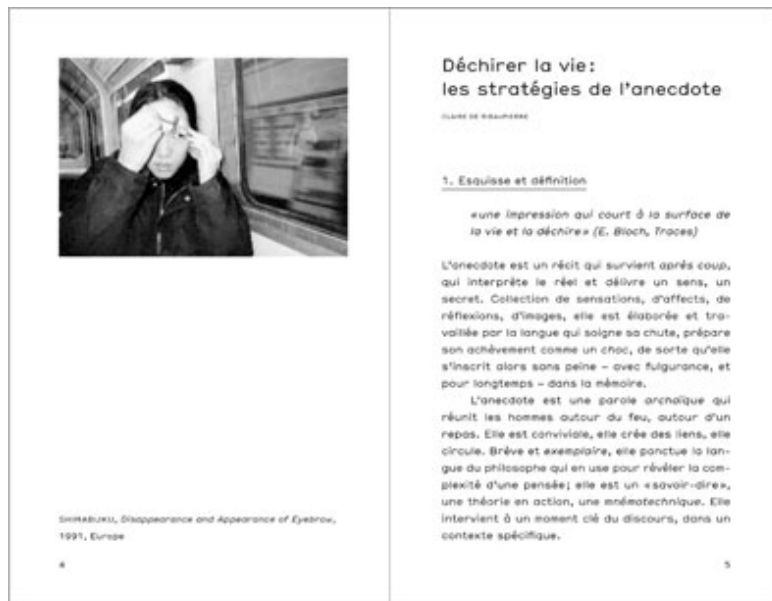 SHIMABUKU, Disappearance and Appearance of Eyebrow,
1991, Europe
4
Déchirer la vie:
les stratégies de l'anecdote
CLAIRE DE RIBAUPIERRE
1. Esquisse et définition
«une impression qui court à la surface de
la vie et la déchire» (E. Bloch, Traces)
L'anecdote est un récit qui survient après coup,
qui interprète le réel et délivre un sens, un
secret. Collection de sensations, d'affects, de
réflexions, d'images, elle est élaborée et tra-
vaillée par la langue qui soigne sa chute, prépare
son achèvement comme un choc, de sorte qu'elle
s'inscrit alors sans peine – avec fulgurance, et
pour longtemps – dans la mémoire.
L'anecdote est une parole archaïque qui
réunit les hommes autour du feu, autour d'un
repas. Elle est conviviale, elle crée des liens, elle
circule. Brève et exemplaire, elle ponctue la lan-
gue du philosophe qui en use pour révéler la com-
plexité d'une pensée; elle est un «savoir-dire»,
une théorie en action, une mnémotechnique. Elle
intervient à un moment clé du discours, dans un
contexte spécifique.
5